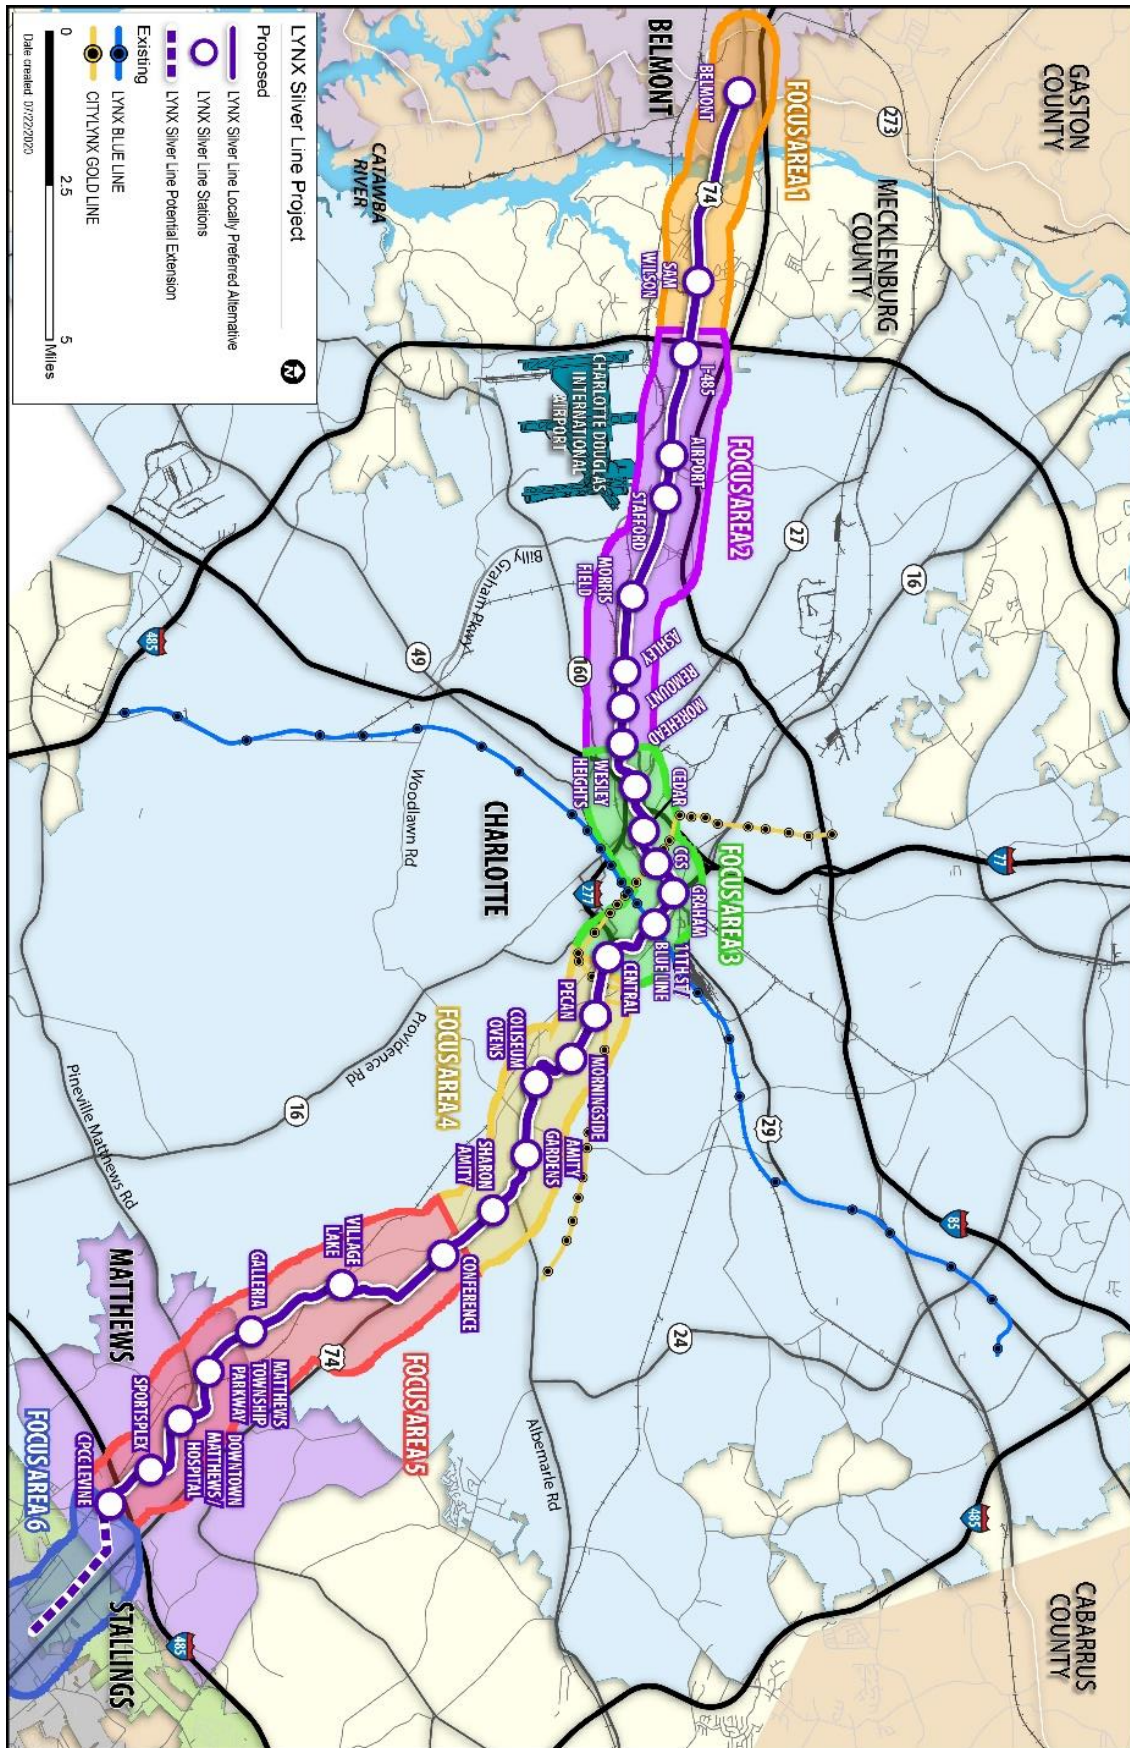 GASTON
COUNTY
MECKLENBURG
COUNTY
CABARRUS
COUNTY
BELMONT
CATAWBA
RIVER
CHARLOTTE
MATTHEWS
STALLINGS
FOCUS AREA 1
FOCUS AREA 2
FOCUS AREA 3
FOCUS AREA 4
FOCUS AREA 5
FOCUS AREA 6
BELMONT
SAM
WILSON
I-485
AIRPORT
STAFFORD
MORRIS
FIELD
ASHLEY
REMOUNT
MOREHEAD
WESLEY
HEIGHTS
CEDAR
CGS
GRAHAM
11TH ST/
BLUE LINE
CENTRAL
PECAN
MORNINGSIDE
COLISEUM
OVENS
AMITY
GARDENS
SHARON
AMITY
CONFERENCE
VILLAGE
LAKE
GALLERIA
MATTHEWS
TOWNSHIP
PARKWAY
DOWNTOWN
MATTHEWS/
HOSPITAL
SPORTSPLEX
CPCC LEVINE
CHARLOTTE DOUGLAS
INTERNATIONAL
AIRPORT
Billy Graham Pkwy
Woodlawn Rd
Providence Rd
Pineville Matthews Rd
Albemarle Rd
273
74
27
16
160
49
485
277
77
29
85
16
24
74
485
485
LYNX Silver Line Project
Proposed
LYNX Silver Line Locally Preferred Alternative
LYNX Silver Line Stations
LYNX Silver Line Potential Extension
Existing
LYNX BLUE LINE
CITYLYNX GOLD LINE
N
0 2.5 5
Miles
Date created: 07/22/2020